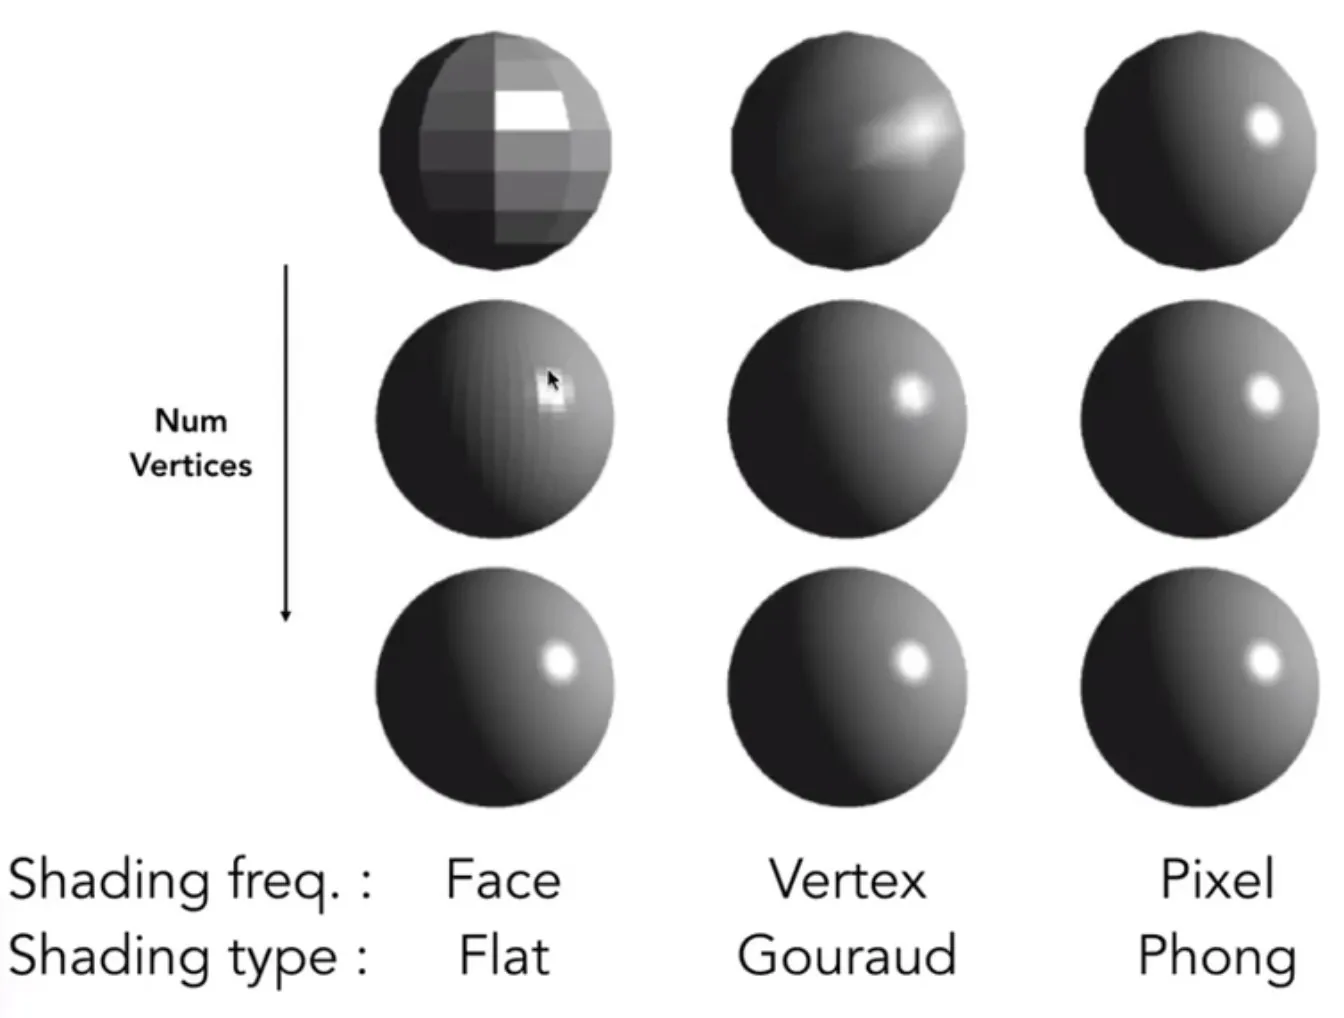 Num
Vertices
Shading freq. : Face Vertex Pixel
Shading type : Flat Gouraud Phong